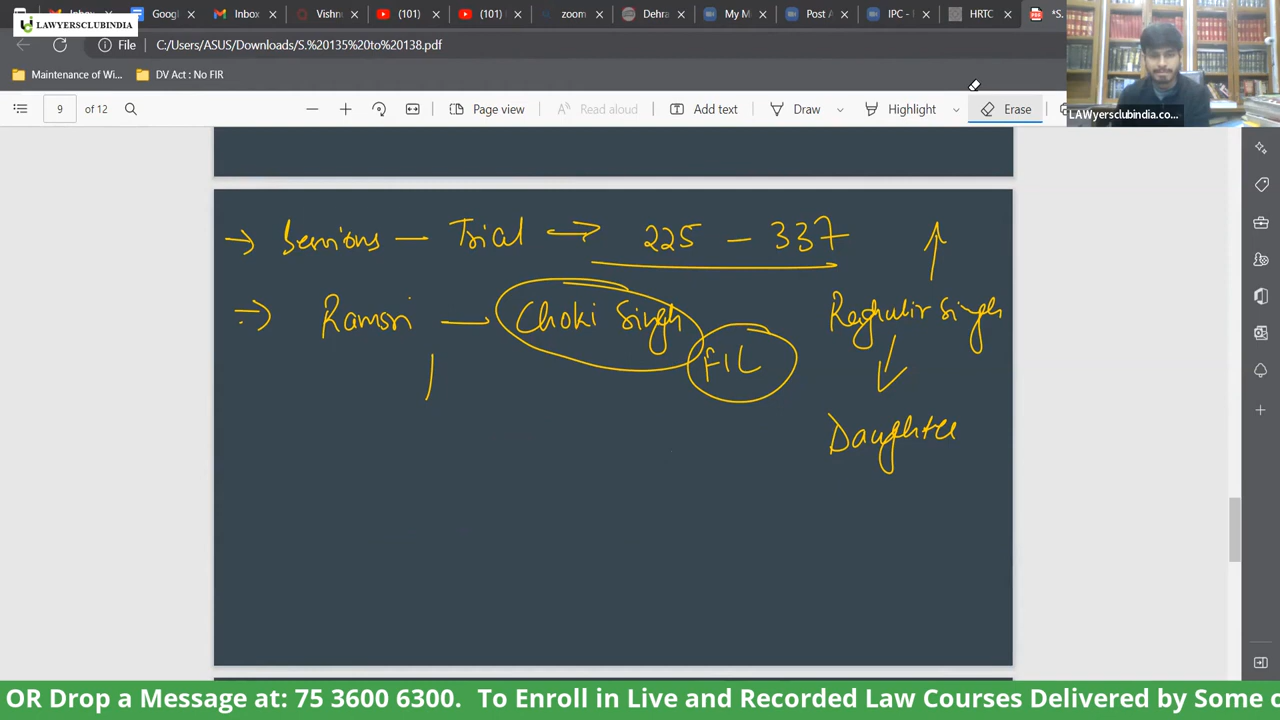 LAWYERSCLUBINDIA
Inbox
Googl
Inbox
Vishn
(101)
(101)
Dehra
Post
IPC -
HRTC
File
C:/Users/ASUS/Downloads/S.%20135%20to%20138.pdf
Maintenance of Wi...
DV Act : No FIR
9 of 12
Page view
Read aloud
Add text
Draw
Highlight
Erase
LAWyersclubindia.co...
→ Sessions — Trial → 225 — 337
→ Ramsri — Choki Singh
Raghubir Singh
FIL
Daughter
OR Drop a Message at: 75 3600 6300. To Enroll in Live and Recorded Law Courses Delivered by Some o